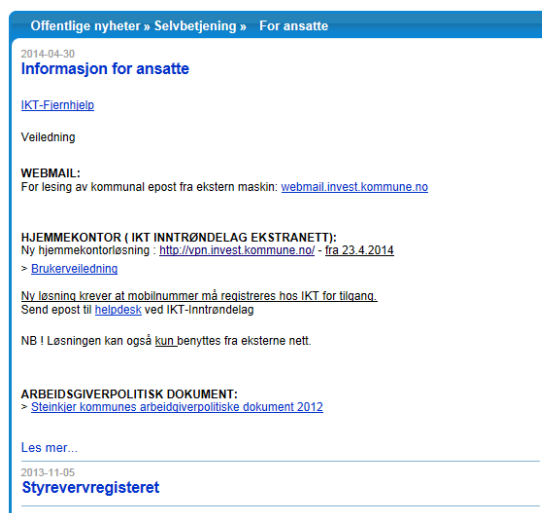 Offentlige nyheter » Selvbetjening » For ansatte
2014-04-30
Informasjon for ansatte
IKT-Fjernhjelp
Veiledning
WEBMAIL:
For lesing av kommunal epost fra ekstern maskin: webmail.invest.kommune.no
HJEMMEKONTOR ( IKT INNTRØNDELAG EKSTRANETT):
Ny hjemmekontorløsning : http://vpn.invest.kommune.no/ - fra 23.4.2014
> Brukerveiledning
Ny løsning krever at mobilnummer må registreres hos IKT for tilgang.
Send epost til helpdesk ved IKT-Inntrøndelag
NB ! Løsningen kan også kun benyttes fra eksterne nett.
ARBEIDSGIVERPOLITISK DOKUMENT:
> Steinkjer kommunes arbeidgiverpolitiske dokument 2012
Les mer...
2013-11-05
Styrevervregisteret